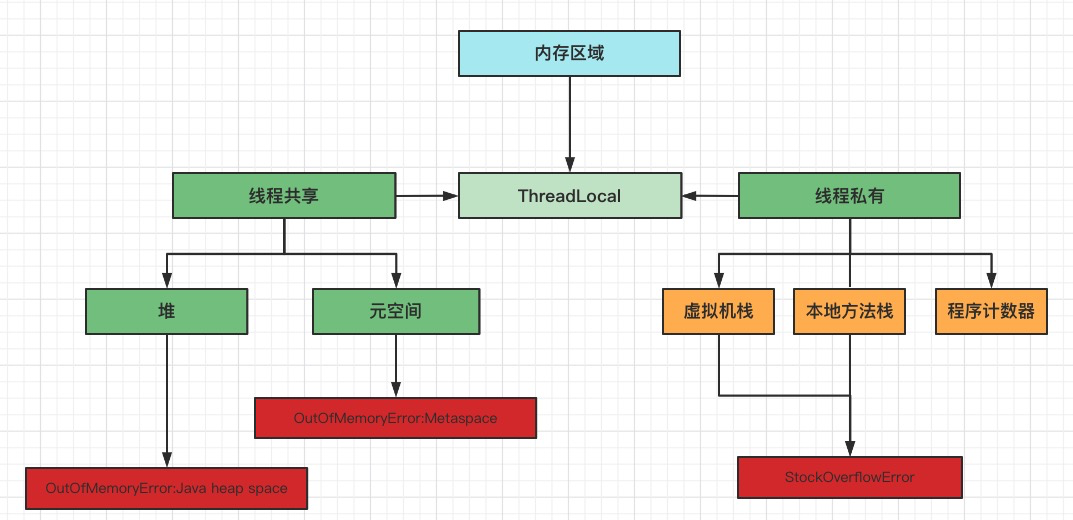 内存区域
线程共享
ThreadLocal
线程私有
堆
元空间
虚拟机栈
本地方法栈
程序计数器
OutOfMemoryError:Metaspace
OutOfMemoryError:Java heap space
StockOverflowError